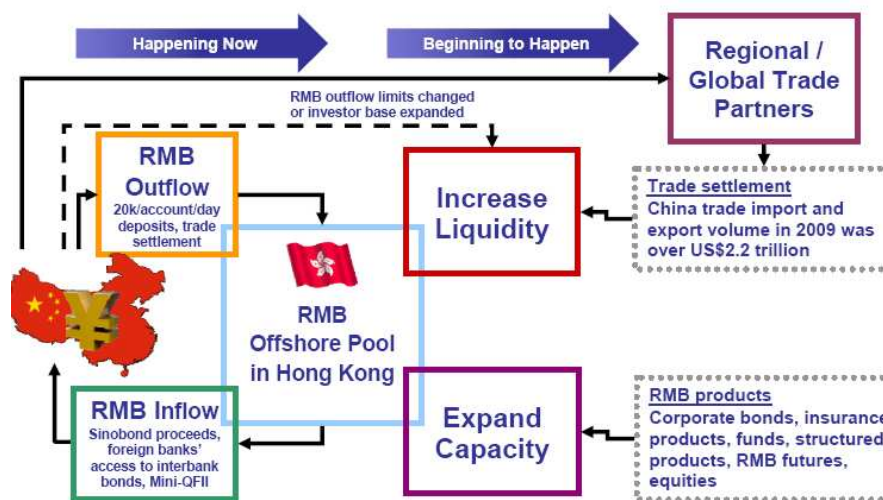 Happening Now
Beginning to Happen
Regional /
Global Trade
Partners
RMB outflow limits changed
or investor base expanded
RMB
Outflow
20k/account/day
deposits, trade
settlement
Increase
Liquidity
Trade settlement
China trade import and
export volume in 2009 was
over US$2.2 trillion
¥
RMB
Offshore Pool
in Hong Kong
RMB Inflow
Sinobond proceeds,
foreign banks'
access to interbank
bonds, Mini-QFII
Expand
Capacity
RMB products
Corporate bonds, insurance
products, funds, structured
products, RMB futures,
equities